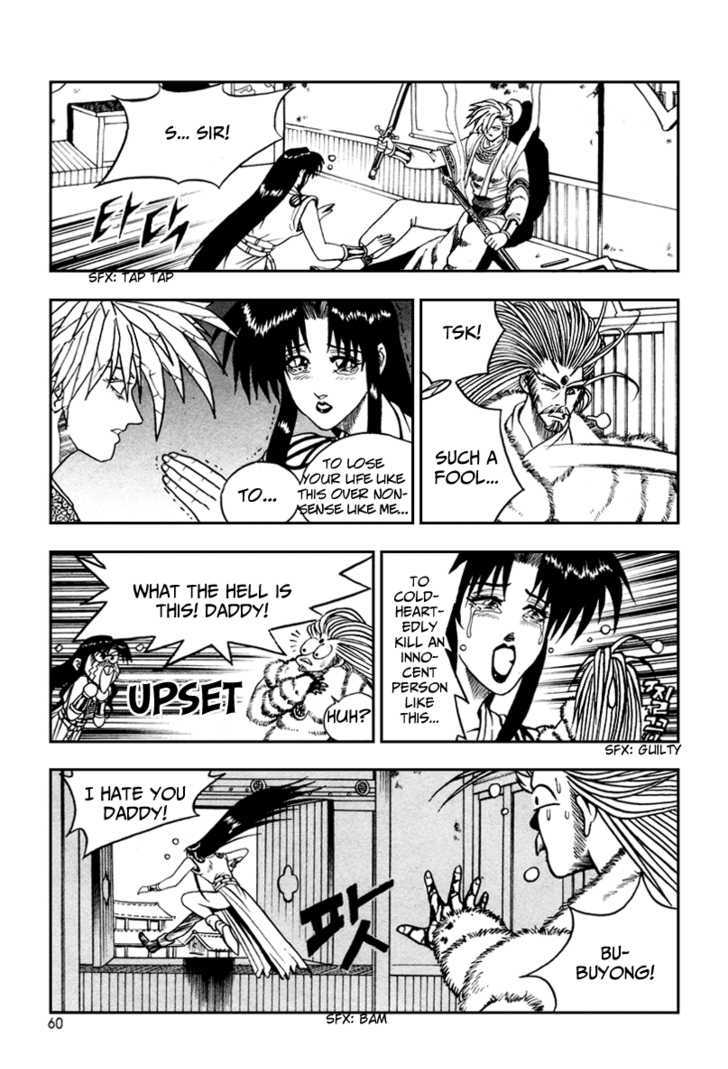 S... SIR!
타다닥
SFX: TAP TAP
TO...
TO LOSE
YOUR LIFE LIKE
THIS OVER NON-
SENSE LIKE ME...
TSK!
SUCH A
FOOL...
WHAT THE HELL IS
THIS! DADDY!
UPSET
HUH?
TO
COLD-
HEART-
EDLY
KILL AN
INNO-
CENT
PERSON
LIKE
THIS...
SFX: GUILTY
I HATE YOU
DADDY!
팟
BU-
BUYONG!
SFX: BAM
60